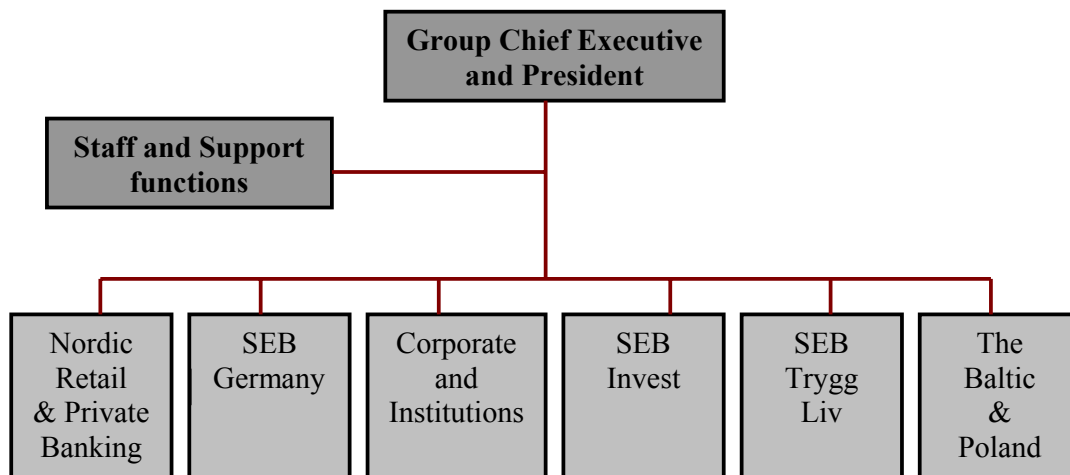 Group Chief Executive
and President
Staff and Support
functions
Nordic
Retail
& Private
Banking
SEB
Germany
Corporate
and
Institutions
SEB
Invest
SEB
Trygg
Liv
The
Baltic
&
Poland